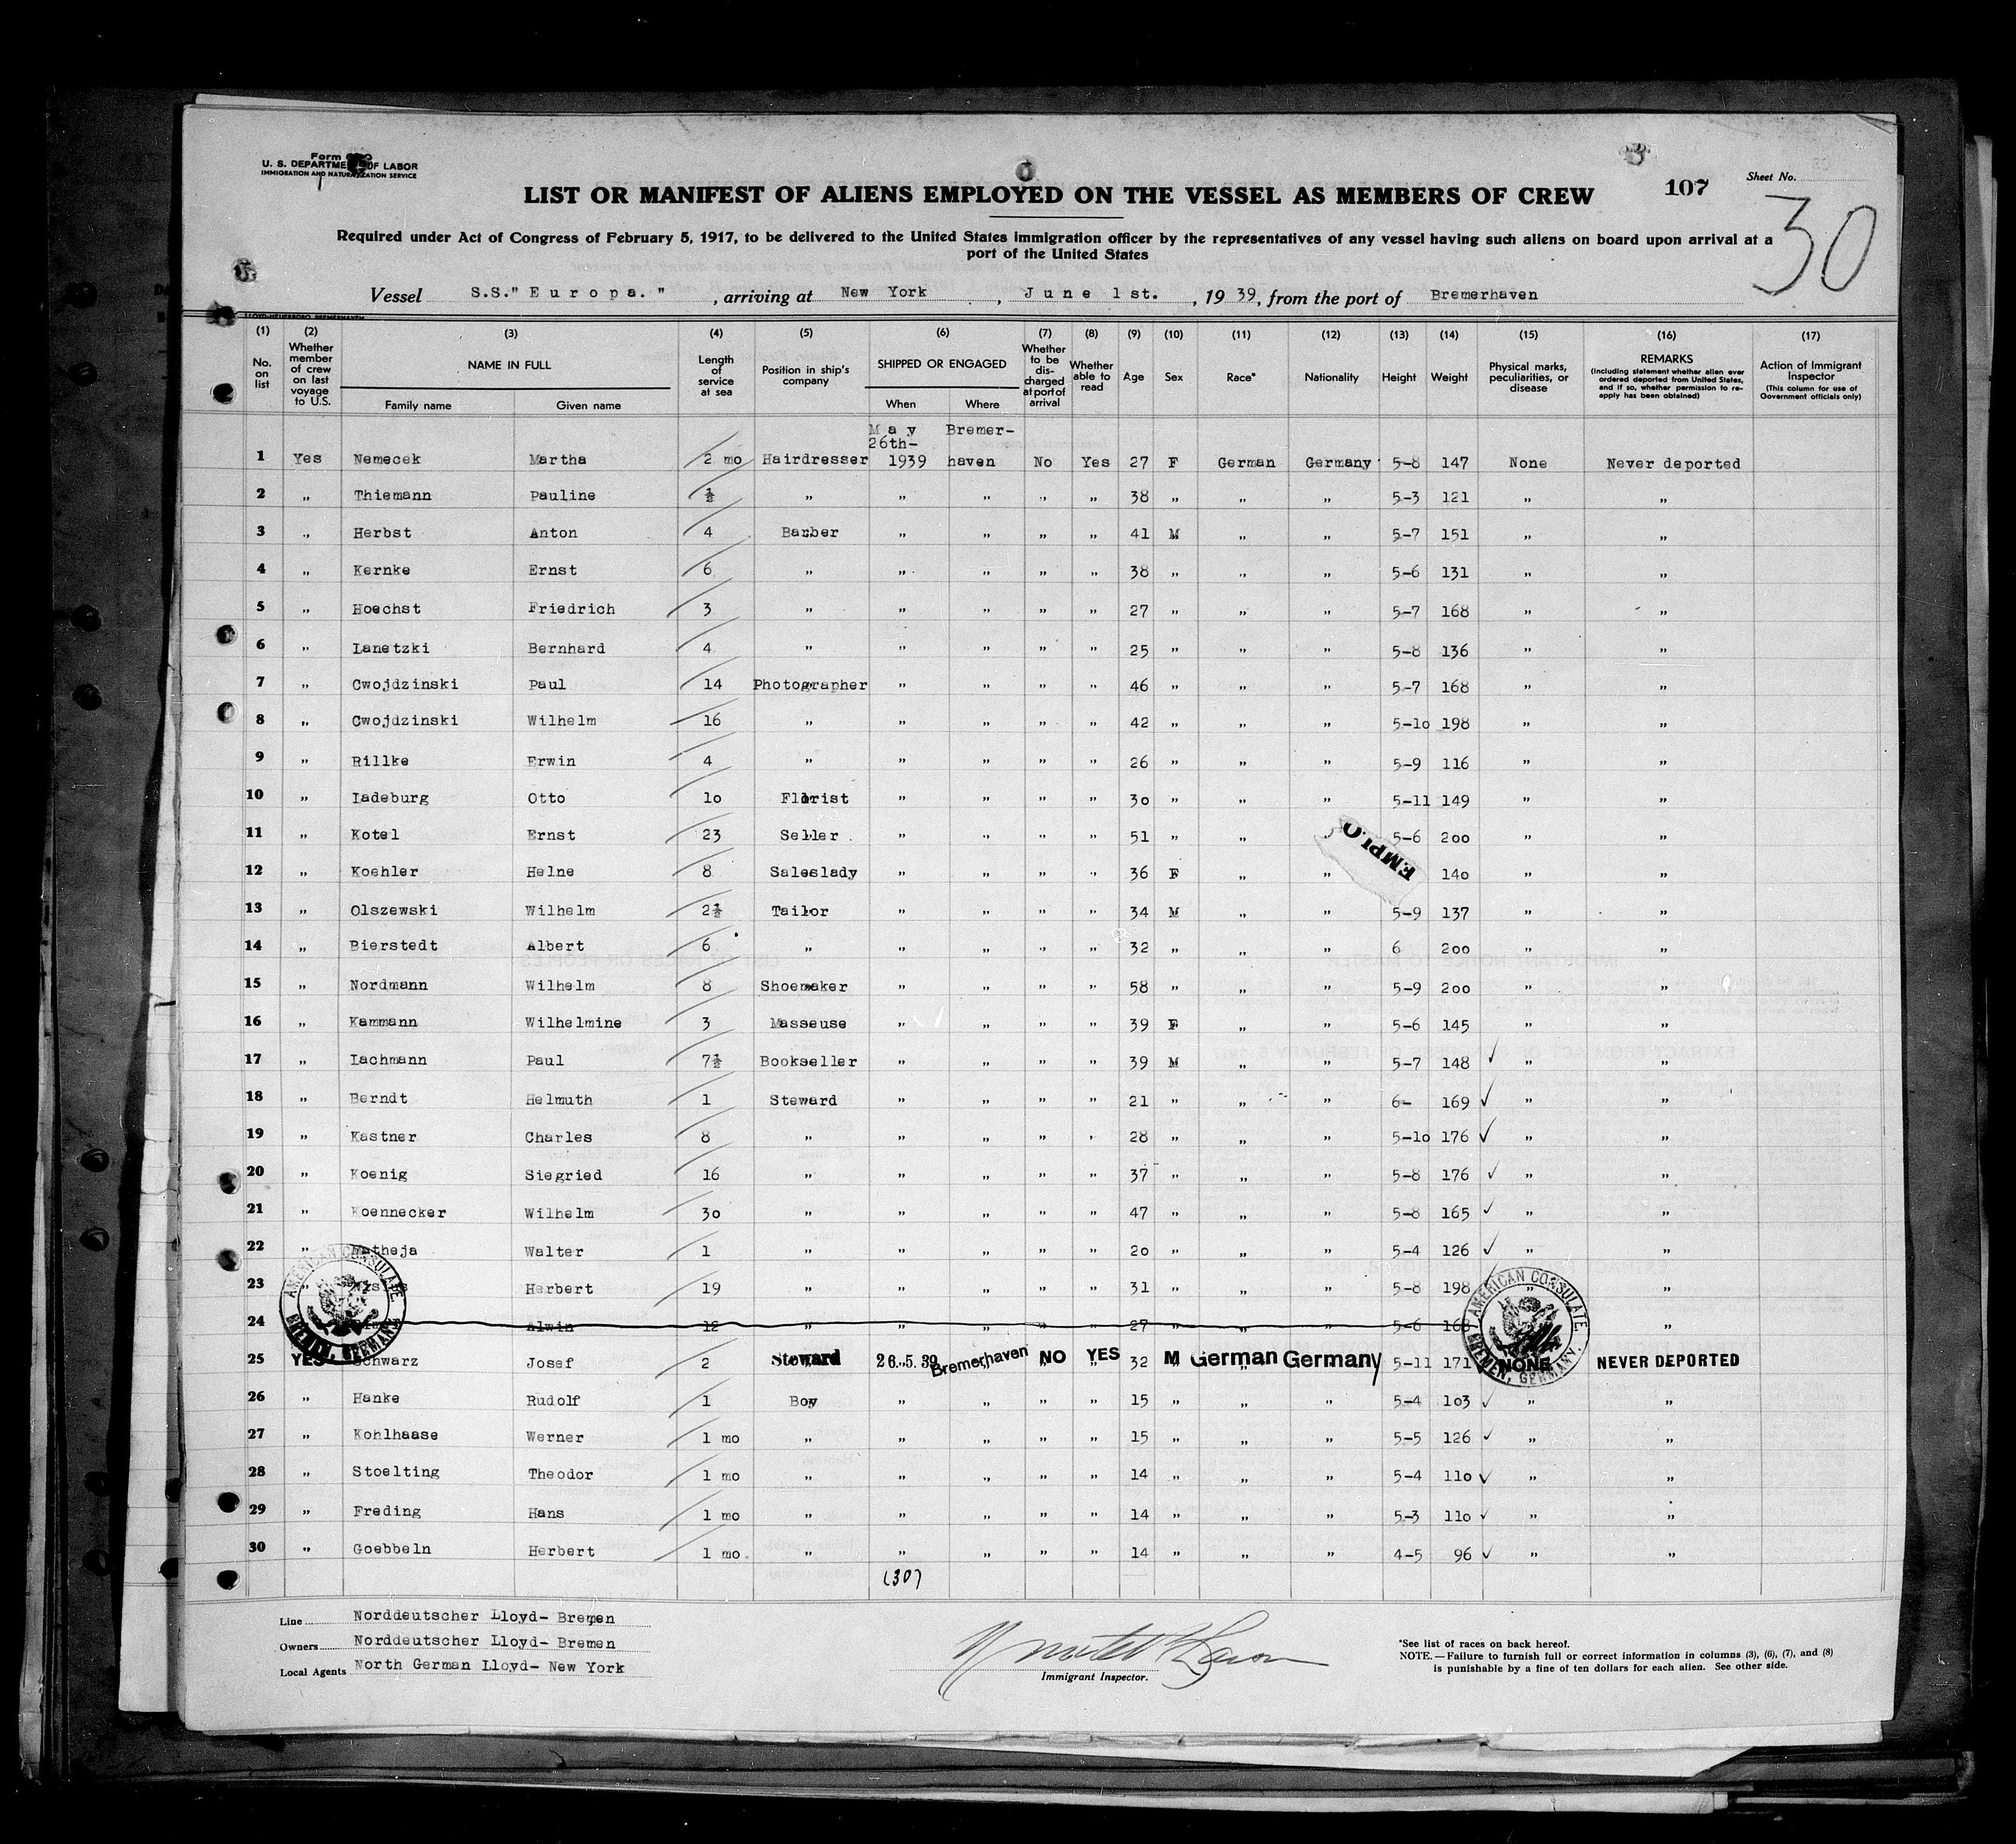 Form
U. S. DEPARTMENT OF LABOR
IMMIGRATION AND NATURALIZATION SERVICE
LIST OR MANIFEST OF ALIENS EMPLOYED ON THE VESSEL AS MEMBERS OF CREW
107
Sheet No.
30
Required under Act of Congress of February 5, 1917, to be delivered to the United States immigration officer by the representatives of any vessel having such aliens on board upon arrival at a
port of the United States
Vessel S.S." E u r o p a. " , arriving at New York , J u n e 1 st. , 19 39, from the port of Bremerhaven
(1) (2) (3) (4) (5) (6) (7) (8) (9) (10) (11) (12) (13) (14) (15) (16) (17)
No. on list
Whether member of crew on last voyage to U.S.
NAME IN FULL
Family name Given name
Length of service at sea
Position in ship's company
SHIPPED OR ENGAGED
When Where
Whether to be discharged at port of arrival
Whether able to read
Age
Sex
Race*
Nationality
Height
Weight
Physical marks, peculiarities, or disease
REMARKS
(Including statement whether alien ever ordered deported from United States, and if so, whether permission to reapply has been obtained)
Action of Immigrant Inspector
(This column for use of Government officials only)
M a y Bremer-
26th-
1 Yes Nemecek Martha 2 mo Hairdresser 1939 haven No Yes 27 F German Germany 5-8 147 None Never deported
2 " Thiemann Pauline ½ " " " " " 38 " " " 5-3 121 " "
3 " Herbst Anton 4 Barber " " " " 41 M " " 5-7 151 " "
4 " Kernke Ernst 6 " " " " " 38 " " " 5-6 131 " "
5 " Hoechst Friedrich 3 " " " " " 27 " " " 5-7 168 " "
6 " Lanetzki Bernhard 4 " " " " " 25 " " " 5-8 136 " "
7 " Cwojdzinski Paul 14 Photographer " " " " 46 " " " 5-7 168 " "
8 " Cwojdzinski Wilhelm 16 " " " " " 42 " " " 5-10 198 " "
9 " Rillke Erwin 4 " " " " " 26 " " " 5-9 116 " "
10 " Ladeburg Otto 10 Florist " " " " 30 " " " 5-11 149 " "
11 " Kotel Ernst 23 Seller " " " " 51 " " " 5-6 200 " "
EMPLO
12 " Koehler Helne 8 Saleslady " " " " 36 F " " 140 " "
13 " Olszewski Wilhelm 2½ Tailor " " " " 34 M " " 5-9 137 " "
14 " Bierstedt Albert 6 " " " " " 32 " " " 6 200 " "
15 " Nordmann Wilhelm 8 Shoemaker " " " " 58 " " " 5-9 200 " "
16 " Kammann Wilhelmine 3 Masseuse " " " " 39 F " " 5-6 145 " "
17 " Lachmann Paul 7½ Bookseller " " " " 39 M " " 5-7 148 ✓ " "
18 " Berndt Helmuth 1 Steward " " " " 21 " " " 6- 169 ✓ " "
19 " Kastner Charles 8 " " " " " 28 " " " 5-10 176 ✓ " "
20 " Koenig Siegried 16 " " " " " 37 " " " 5-8 176 ✓ " "
21 " Koennecker Wilhelm 30 " " " " " 47 " " " 5-8 165 ✓ " "
22 " Walter 1 " " " " " 20 " " " 5-4 126 ✓ " "
23 " Herbert 19 " " " " " 31 " " " 5-8 198 " "
24 Alwin 12 " " " " " 27 " " " 5-6 168 "
25 YES Schwarz Josef 2 Steward 26.5.39 Bremerhaven NO YES 32 M German Germany 5-11 171 NONE NEVER DEPORTED
AMERICAN CONSULATE BREMEN, GERMANY.
AMERICAN CONSULATE BREMEN, GERMANY.
26 " Hanke Rudolf 1 Boy " " " " 15 " " " 5-4 103 ✓ " "
27 " Kohlhaase Werner 1 mo " " " " " 15 " " " 5-5 126 ✓ " "
28 " Stoelting Theodor 1 mo " " " " " 14 " " " 5-4 110 ✓ " "
29 " Freding Hans 1 mo " " " " " 14 " " " 5-3 110 ✓ " "
30 " Goebbeln Herbert 1 mo. " " " " " 14 " " " 4-5 96 ✓ " "
(30)
Line Norddeutscher Lloyd- Bremen
Owners Norddeutscher Lloyd- Bremen
Local Agents North German Lloyd- New York
Immigrant Inspector.
*See list of races on back hereof.
NOTE.—Failure to furnish full or correct information in columns (3), (6), (7), and (8)
is punishable by a fine of ten dollars for each alien. See other side.